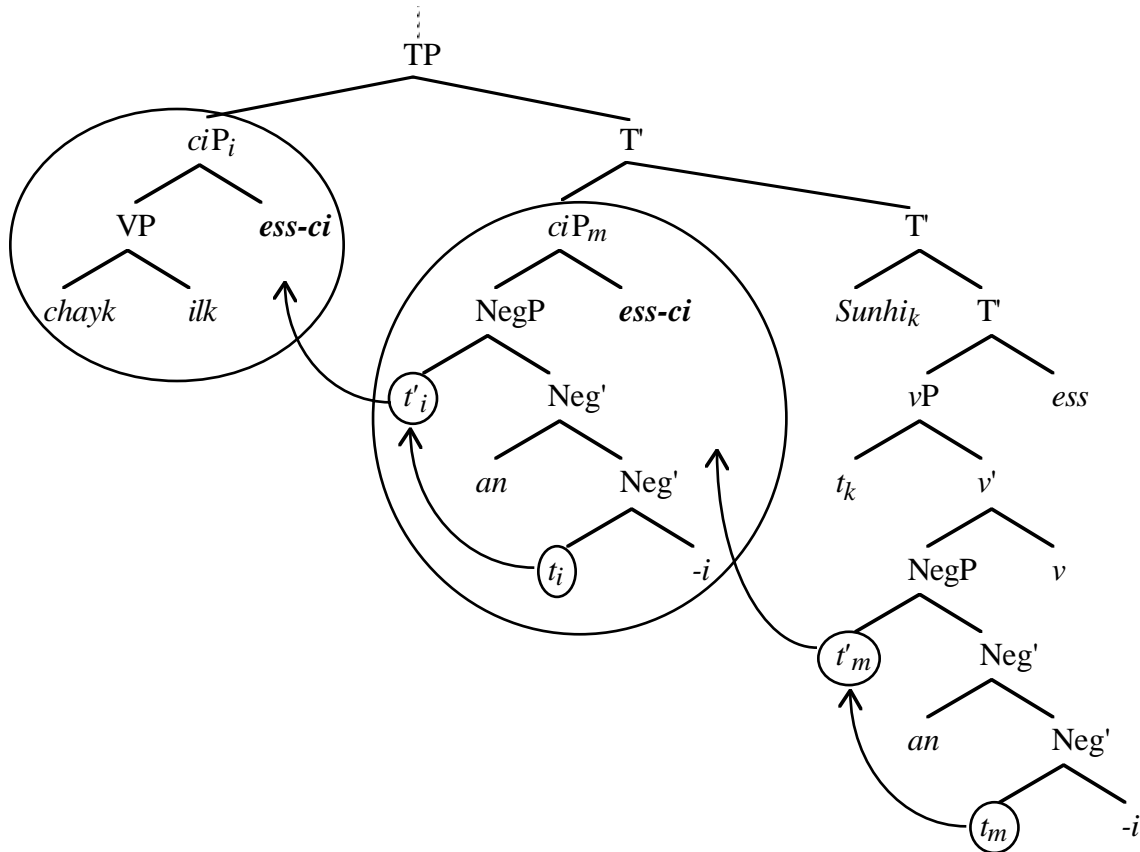 TP
ciPi T'
VP ess-ci ciPm T'
chayk ilk NegP ess-ci Sunhik T'
t'i Neg' vP ess
an Neg' tk v'
ti -i NegP v
t'm Neg'
an Neg'
tm -i